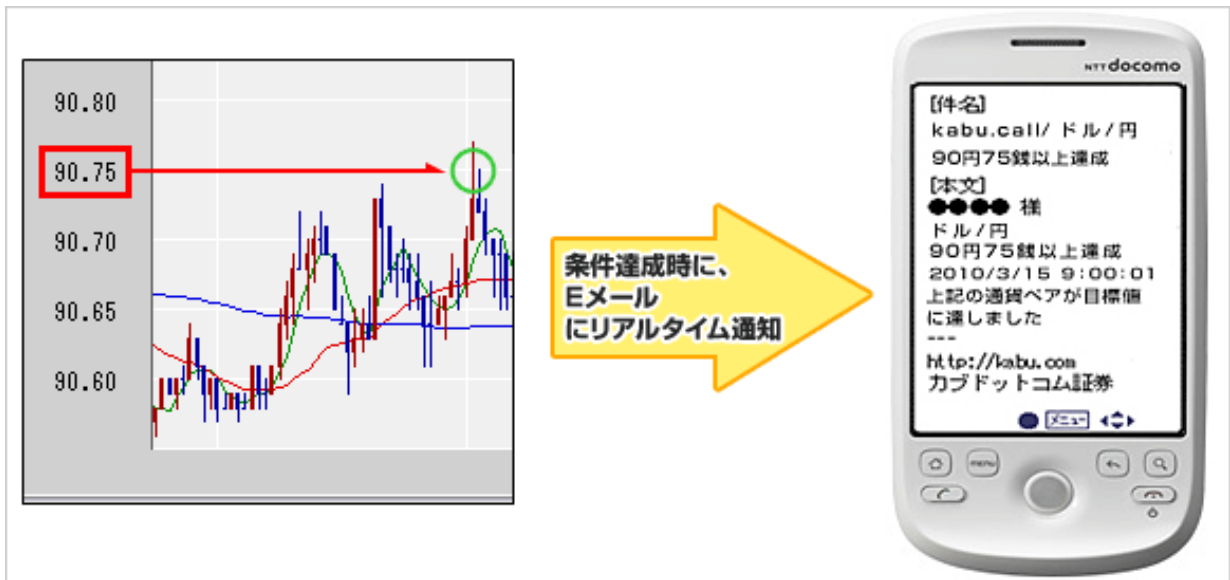 90.80
90.75
90.70
90.65
90.60
条件達成時に、
Eメール
にリアルタイム通知
NTT docomo
[件名]
kabu.call/ ドル/円
90円75銭以上達成
[本文]
●●●● 様
ドル/円
90円75銭以上達成
2010/3/15 9:00:01
上記の通貨ペアが目標値
に達しました
---
http://kabu.com
カブドットコム証券
メニュー
menu